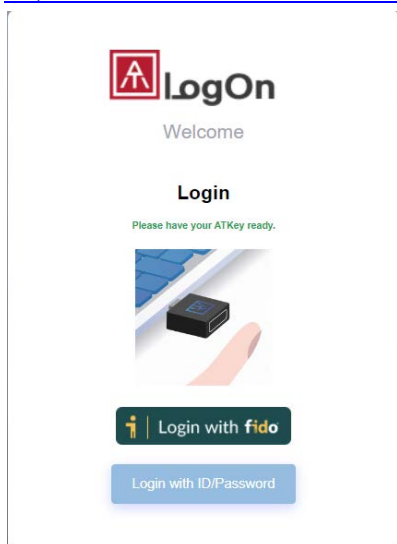 LogOn
Welcome
Login
Please have your ATKey ready.
Login with fido
Login with ID/Password